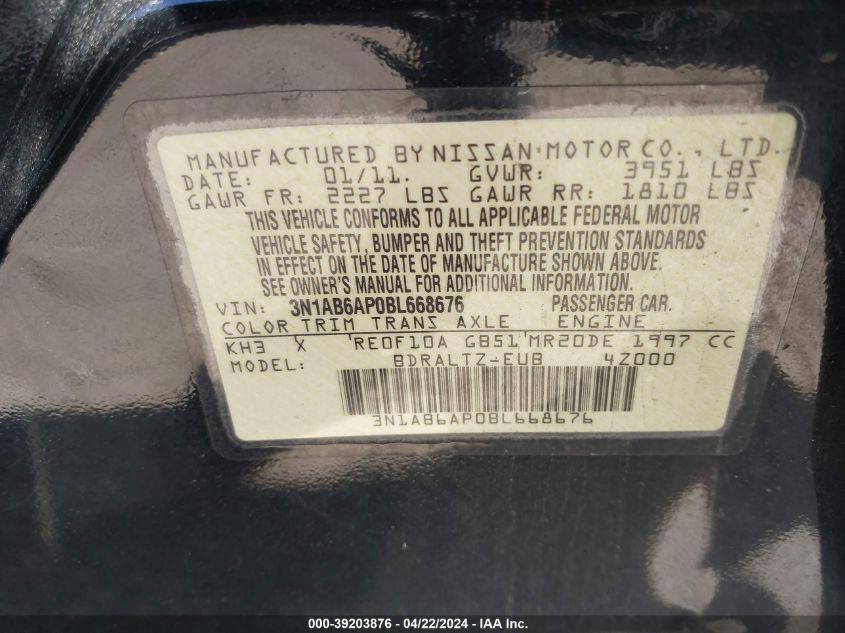 MANUFACTURED BY NISSAN MOTOR CO., LTD.
DATE: 01/11. GVWR: 3951 LBS
GAWR FR: 2227 LBS GAWR RR: 1810 LBS
THIS VEHICLE CONFORMS TO ALL APPLICABLE FEDERAL MOTOR
VEHICLE SAFETY, BUMPER AND THEFT PREVENTION STANDARDS
IN EFFECT ON THE DATE OF MANUFACTURE SHOWN ABOVE.
SEE OWNER'S MANUAL FOR ADDITIONAL INFORMATION.
VIN: 3N1AB6AP0BL668676 PASSENGER CAR.
COLOR TRIM TRANS AXLE ENGINE
KH3 X RE0F10A GB51 MR20DE 1997 CC
MODEL: BDRALTZ-EUB 4Z000
3N1AB6AP0BL668676
000-39203876 - 04/22/2024 - Copyright © 2024 - IAA, Inc.